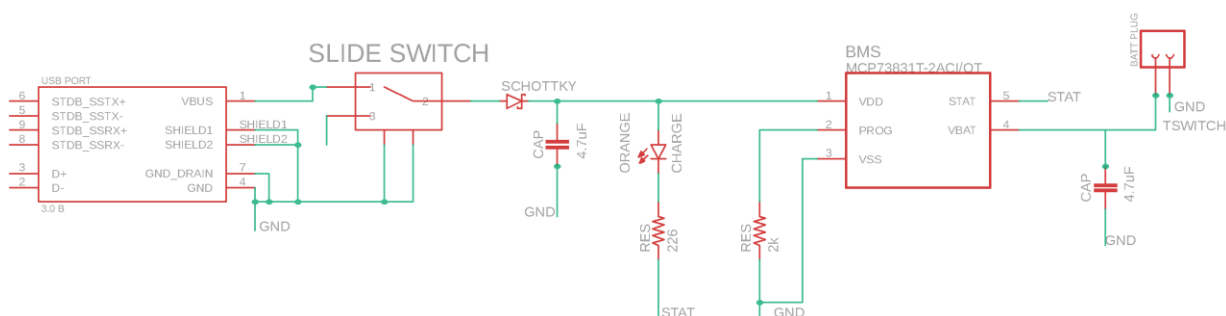 SLIDE SWITCH
USB PORT
6 STDB_SSTX+
5 STDB_SSTX-
9 STDB_SSRX+
8 STDB_SSRX-
3 D+
2 D-
VBUS 1
SHIELD1 SHIELD1
SHIELD2 SHIELD2
GND_DRAIN 7
GND 4
3.0 B
GND
1
2
3
SCHOTTKY
CAP
4.7uF
GND
ORANGE
CHARGE
RES
226
STAT
RES
2k
GND
BMS
MCP73831T-2ACI/OT
1 VDD
2 PROG
3 VSS
STAT 5 STAT
VBAT 4
BATT PLUG
GND
TSWITCH
CAP
4.7uF
GND